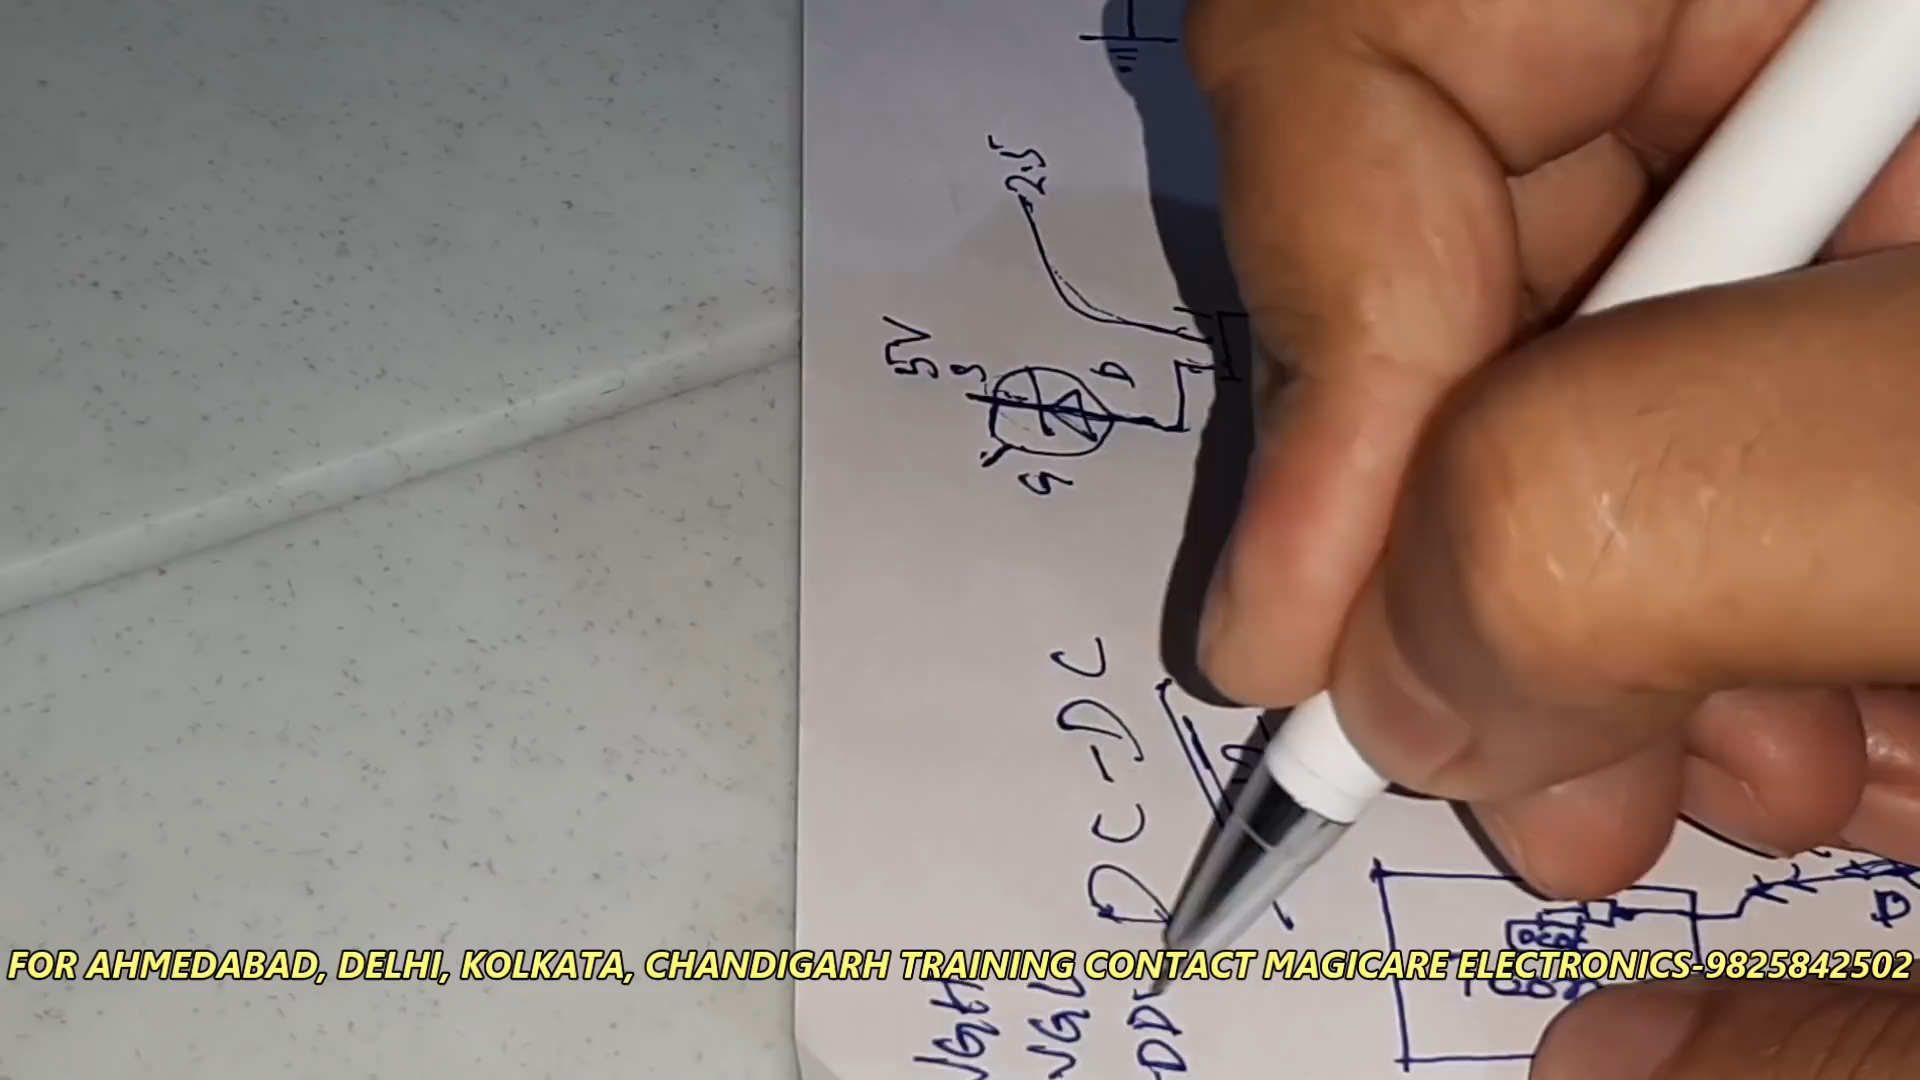 2.5
5V
S
D
G
DC-DC
VGH
VGL
FOR AHMEDABAD, DELHI, KOLKATA, CHANDIGARH TRAINING CONTACT MAGICARE ELECTRONICS-9825842502